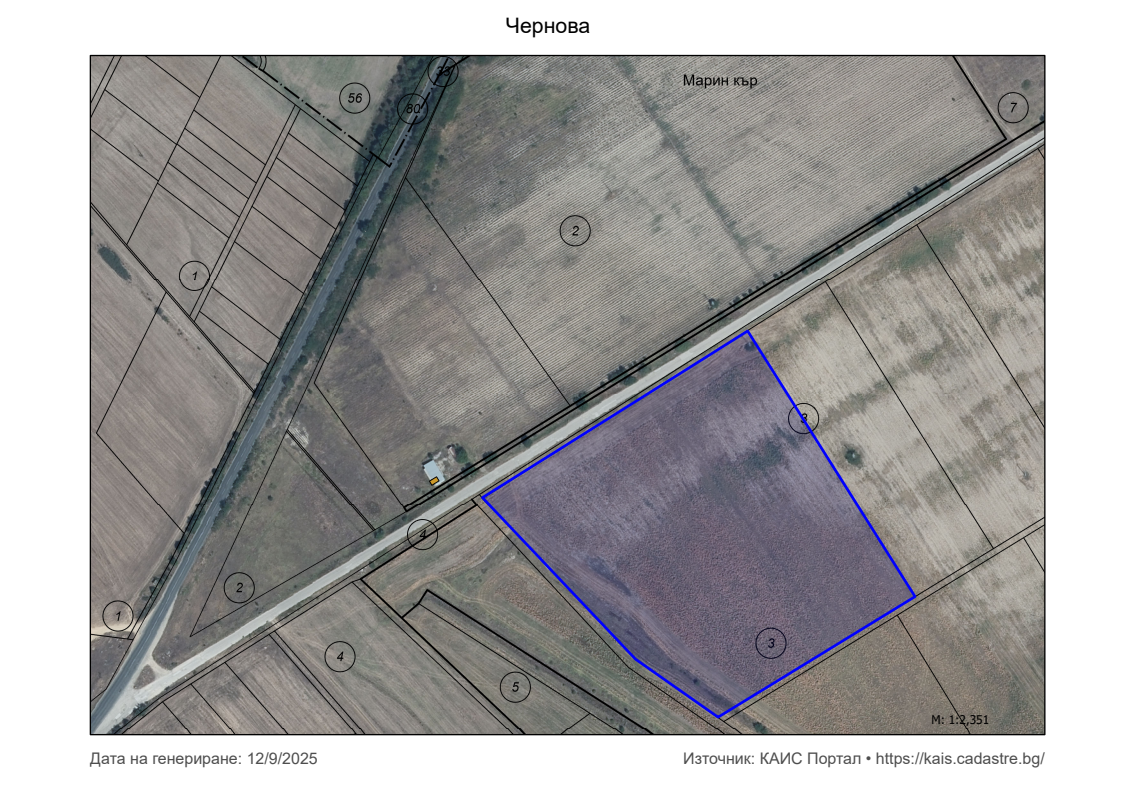 Чернова
33
56
80
Марин кър
7
2
1
3
4
2
1
4
3
5
М: 1:2,351
Дата на генериране: 12/9/2025
Източник: КАИС Портал • https://kais.cadastre.bg/